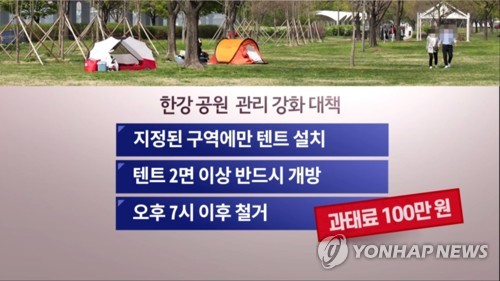 한강 공원 관리 강화 대책
지정된 구역에만 텐트 설치
텐트 2면 이상 반드시 개방
오후 7시 이후 철거
과태료 100만 원
YONHAP NEWS